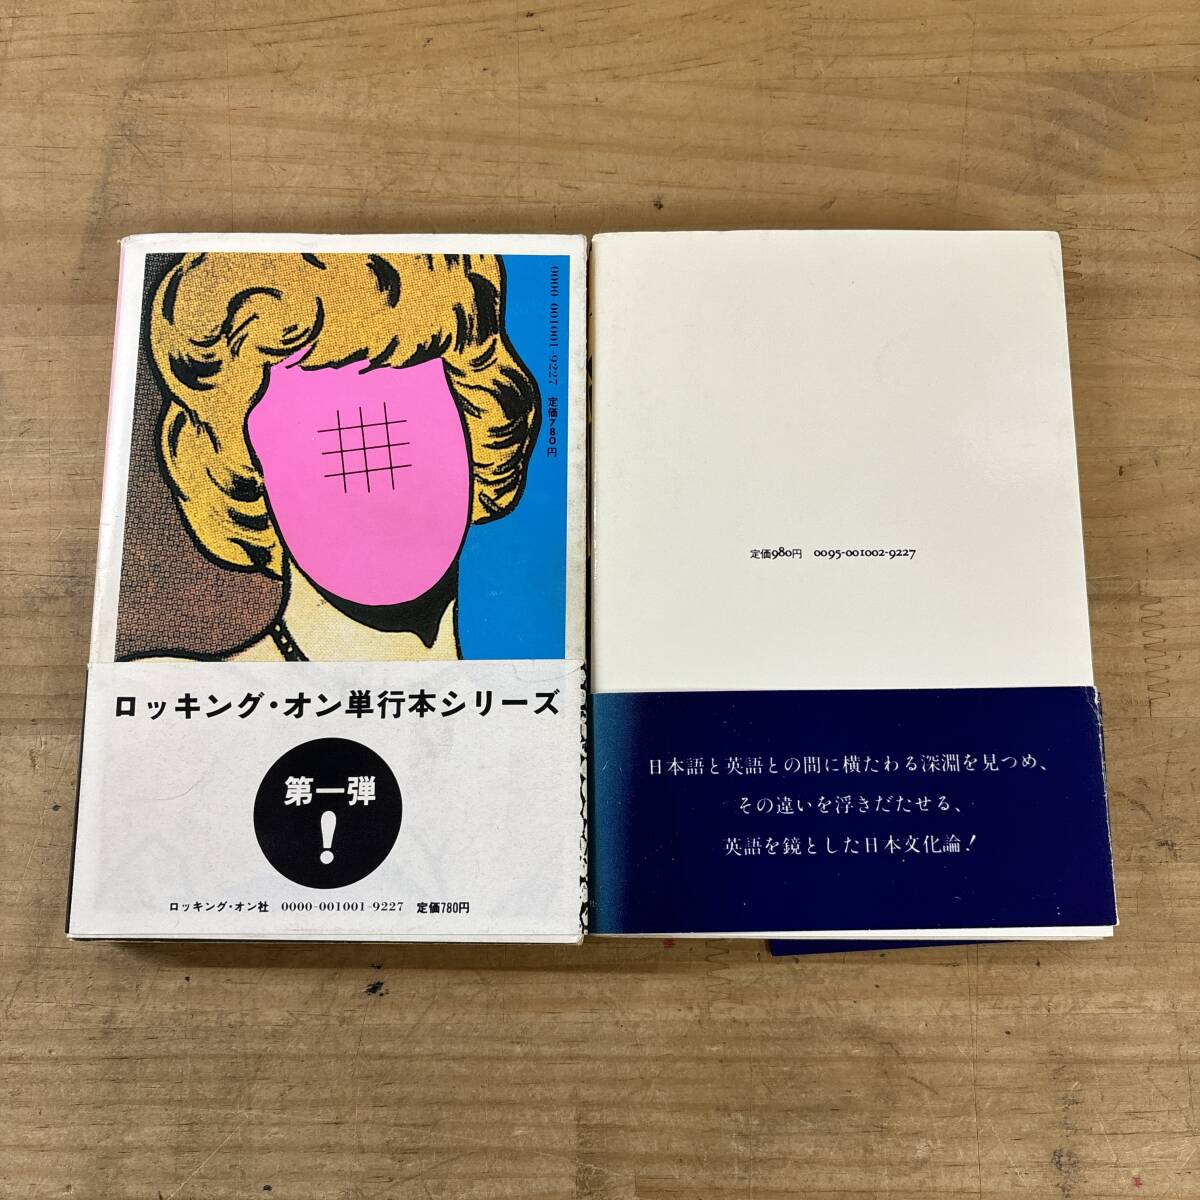 0000 001001 9227 定価780円
ロッキング・オン単行本シリーズ
第一弾
!
ロッキング・オン社 0000-001001-9227 定価780円
定価980円 0095-001002-9227
日本語と英語との間に横たわる深淵を見つめ、
その違いを浮きだたせる、
英語を鏡とした日本文化論!